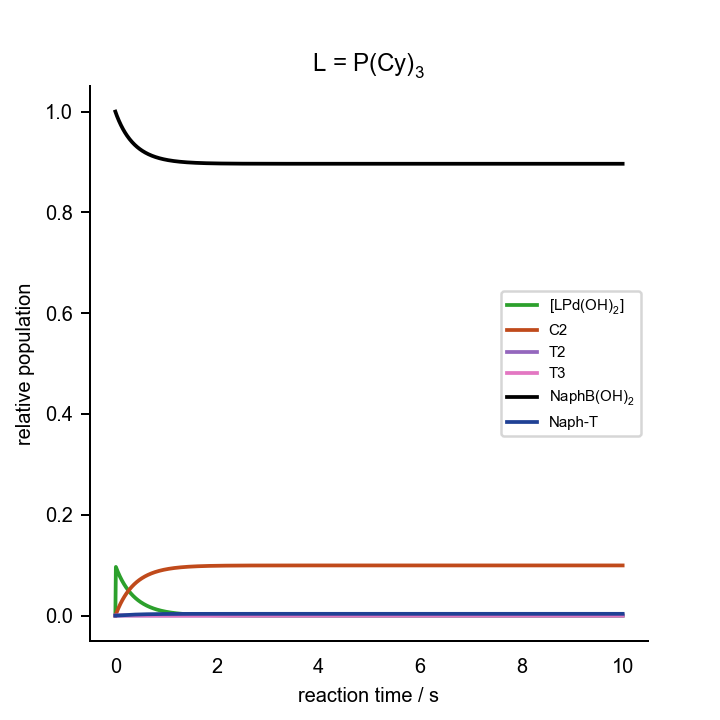 L = P(Cy)₃
relative population
1.0
0.8
0.6
0.4
0.2
0.0
[LPd(OH)₂]
C2
T2
T3
NaphB(OH)₂
Naph-T
0 2 4 6 8 10
reaction time / s